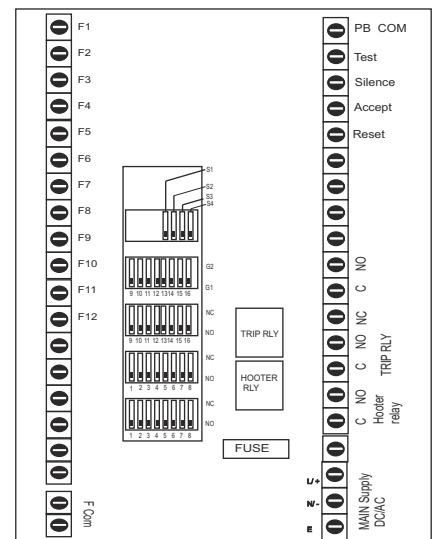 F1
F2
F3
F4
F5
F6
F7
F8
F9
F10
F11
F12
F Com
S1
S2
S3
S4
G2
G1
9 10 11 12 13 14 15 16
NC
NO
9 10 11 12 13 14 15 16
NC
NO
1 2 3 4 5 6 7 8
NC
NO
1 2 3 4 5 6 7 8
TRIP RLY
HOOTER
RLY
FUSE
PB COM
Test
Silence
Accept
Reset
NO
C
NC
NO
C
TRIP RLY
NO
C
Hooter
relay
L/+
N/-
E
MAIN Supply
DC/AC